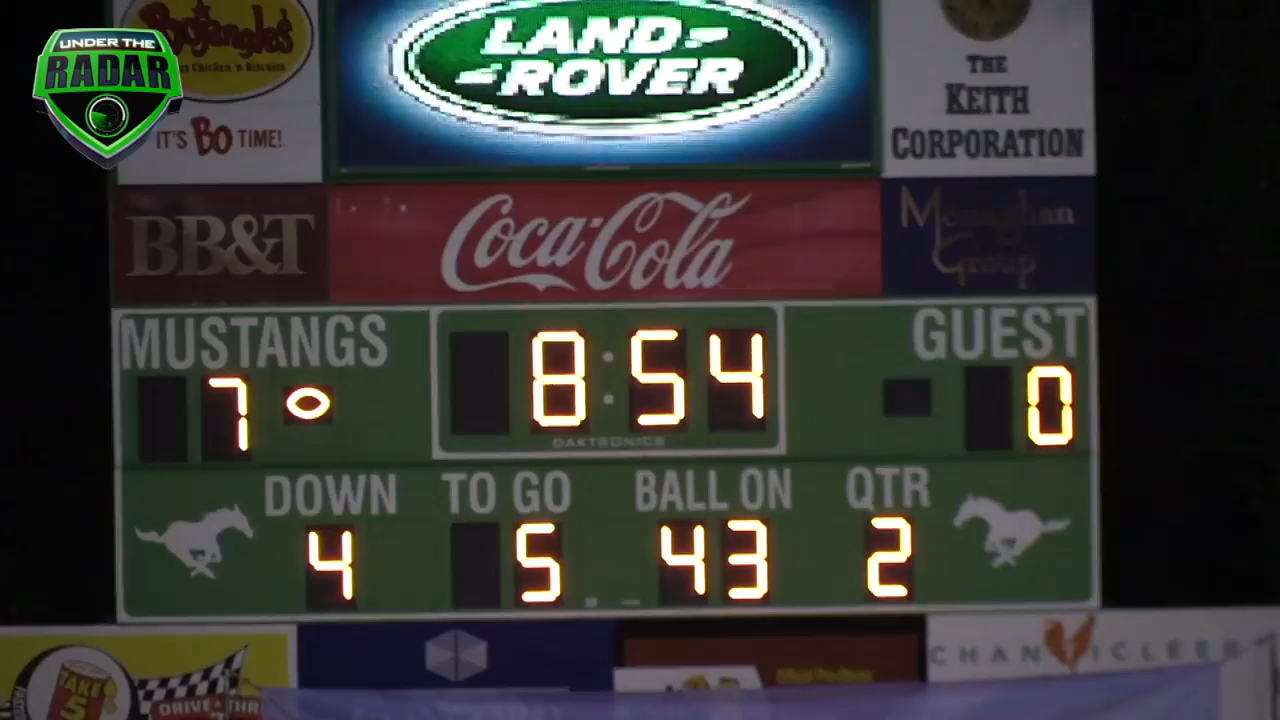 UNDER THE
RADAR
Bojangles'
Chicken 'n Biscuits
IT'S BO TIME!
LAND
ROVER
THE
KEITH
CORPORATION
BB&T
Coca-Cola
Monaghan
Group
MUSTANGS
7
8:54
DAKTRONICS
GUEST
0
DOWN
TO GO
BALL ON
QTR
4
5
43
2
TAKE
5
DRIVE THR
CHANTICLEER